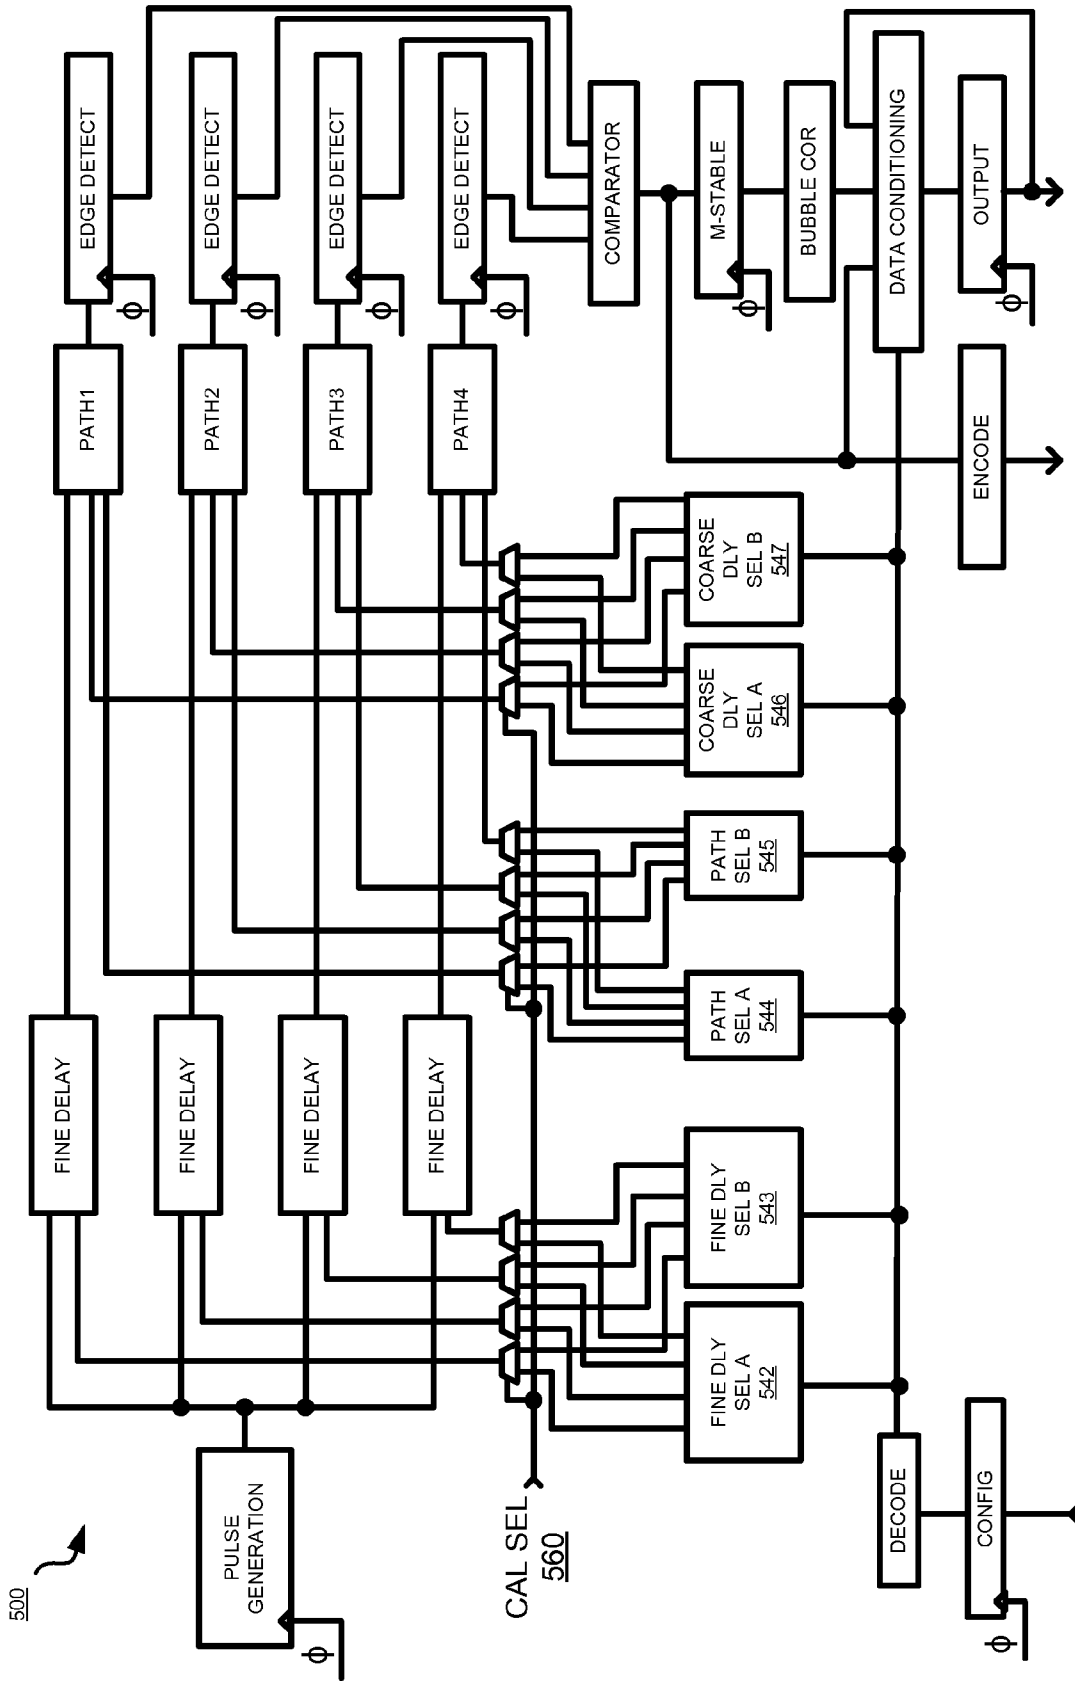 500
PULSE
GENERATION
ϕ
FINE DELAY
PATH1
EDGE DETECT
ϕ
FINE DELAY
PATH2
EDGE DETECT
ϕ
FINE DELAY
PATH3
EDGE DETECT
ϕ
FINE DELAY
PATH4
EDGE DETECT
ϕ
CAL SEL
560
COMPARATOR
FINE DLY
SEL A
542
FINE DLY
SEL B
543
PATH
SEL A
544
PATH
SEL B
545
COARSE
DLY
SEL A
546
COARSE
DLY
SEL B
547
M-STABLE
ϕ
BUBBLE COR
DECODE
DATA CONDITIONING
CONFIG
ϕ
ENCODE
OUTPUT
ϕ